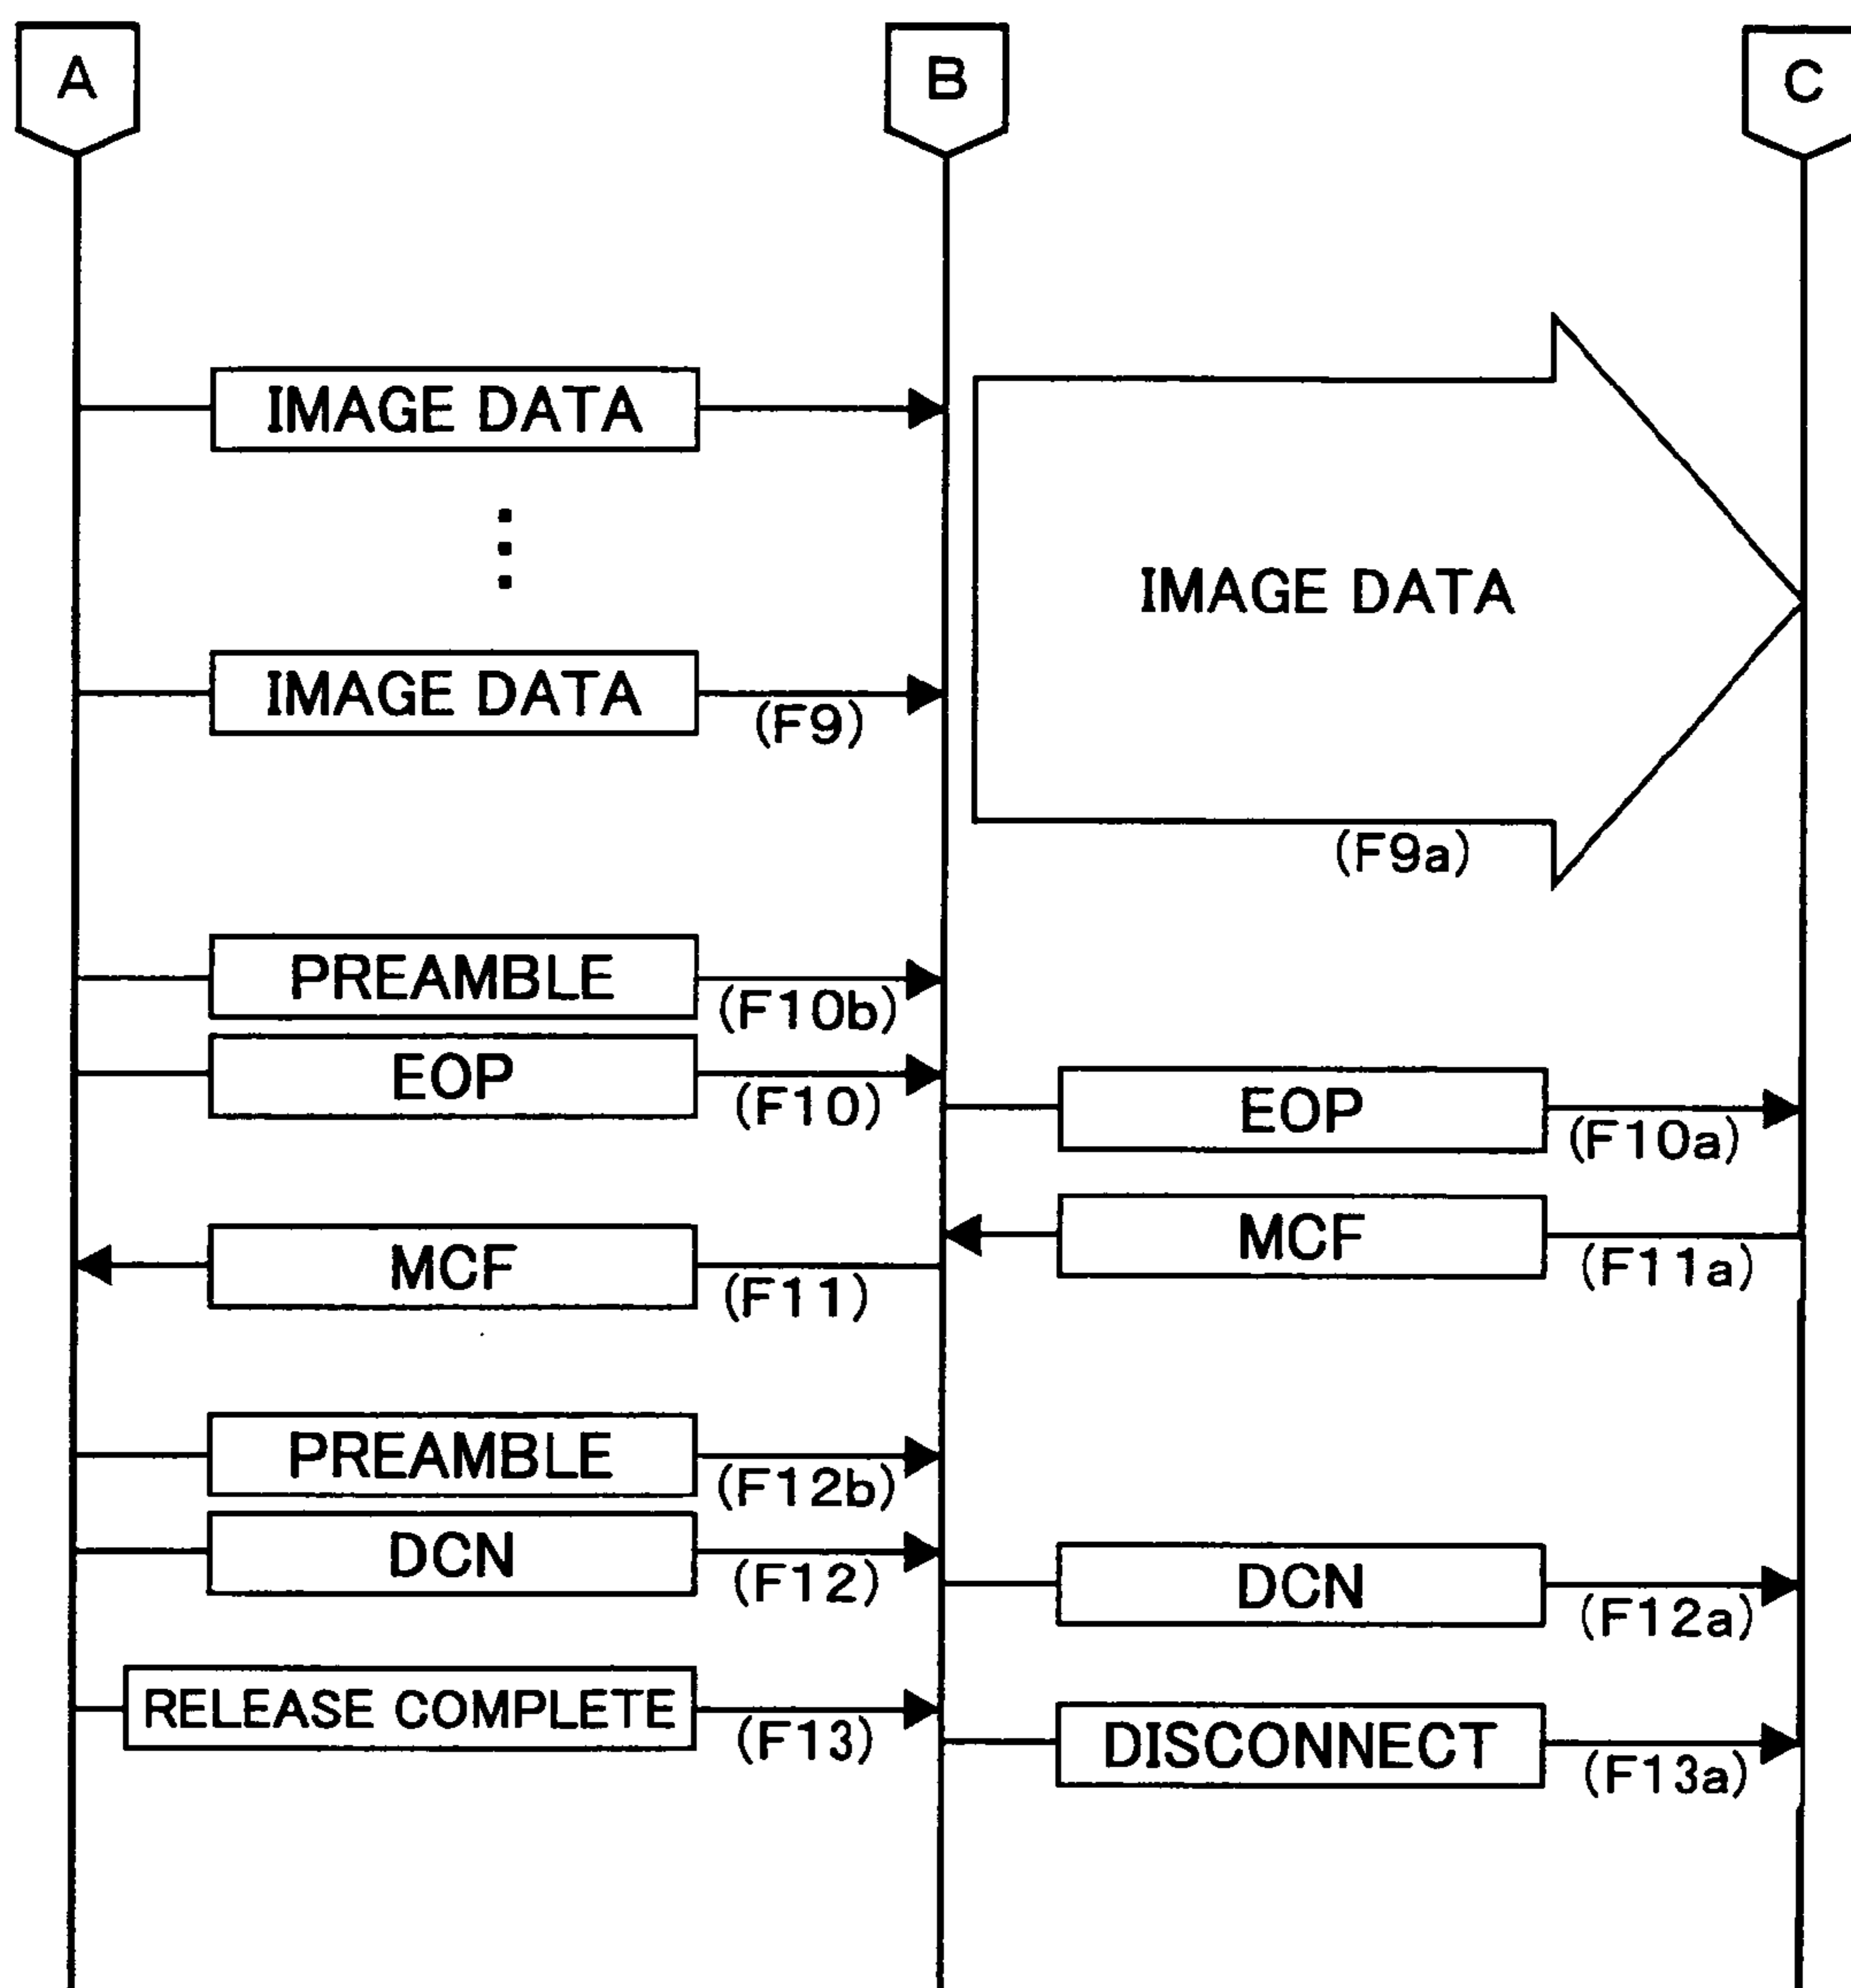 A
B
C
IMAGE DATA
IMAGE DATA
IMAGE DATA
(F9)
(F9a)
PREAMBLE
(F10b)
EOP
(F10)
EOP
(F10a)
MCF
(F11a)
MCF
(F11)
PREAMBLE
(F12b)
DCN
(F12)
DCN
(F12a)
RELEASE COMPLETE
(F13)
DISCONNECT
(F13a)